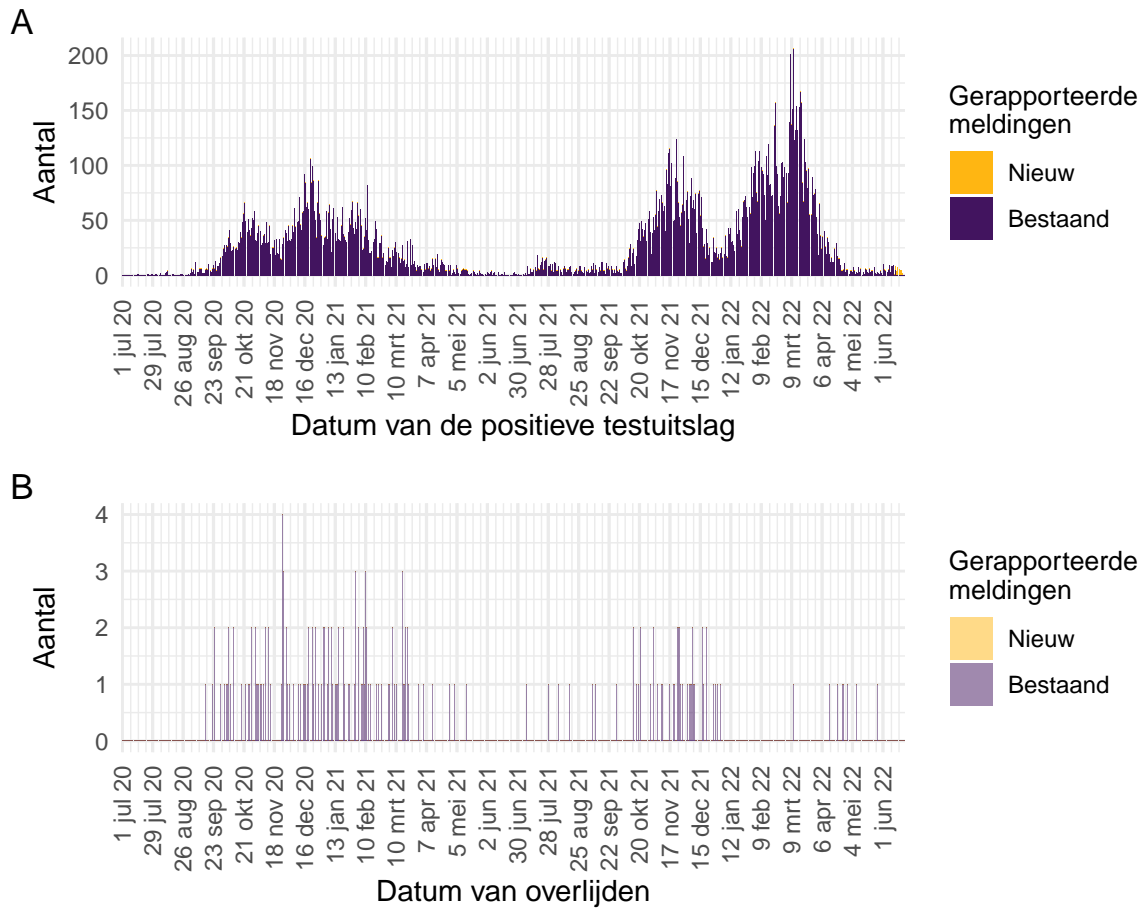 A
200
150
100
50
0
Aantal
1 jul 20
29 jul 20
26 aug 20
23 sep 20
21 okt 20
18 nov 20
16 dec 20
13 jan 21
10 feb 21
10 mrt 21
7 apr 21
5 mei 21
2 jun 21
30 jun 21
28 jul 21
25 aug 21
22 sep 21
20 okt 21
17 nov 21
15 dec 21
12 jan 22
9 feb 22
9 mrt 22
6 apr 22
4 mei 22
1 jun 22
Datum van de positieve testuitslag
Gerapporteerde
meldingen
Nieuw
Bestaand
B
4
3
2
1
0
Aantal
1 jul 20
29 jul 20
26 aug 20
23 sep 20
21 okt 20
18 nov 20
16 dec 20
13 jan 21
10 feb 21
10 mrt 21
7 apr 21
5 mei 21
2 jun 21
30 jun 21
28 jul 21
25 aug 21
22 sep 21
20 okt 21
17 nov 21
15 dec 21
12 jan 22
9 feb 22
9 mrt 22
6 apr 22
4 mei 22
1 jun 22
Datum van overlijden
Gerapporteerde
meldingen
Nieuw
Bestaand